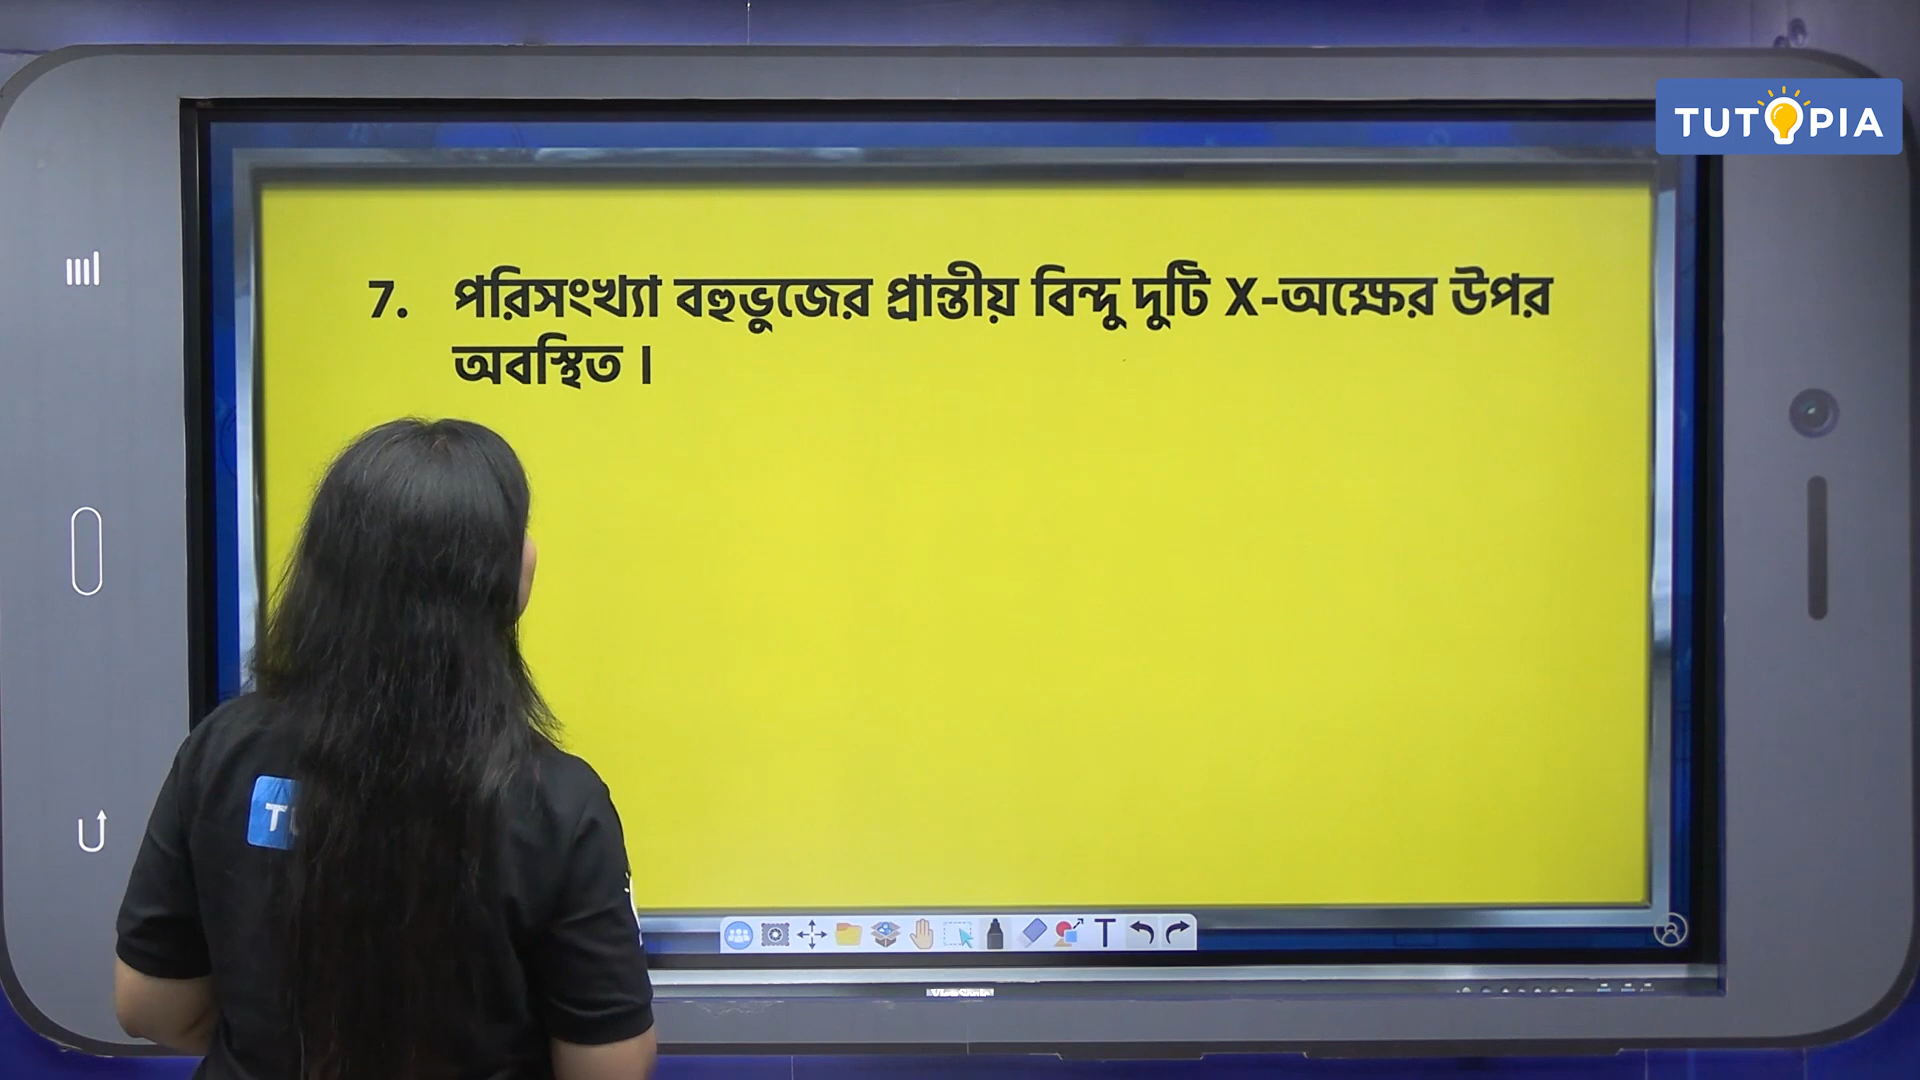 TUTOPIA
7. পরিসংখ্যা বহুভুজের প্রান্তীয় বিন্দু দুটি X-অক্ষের উপর
অবস্থিত ।